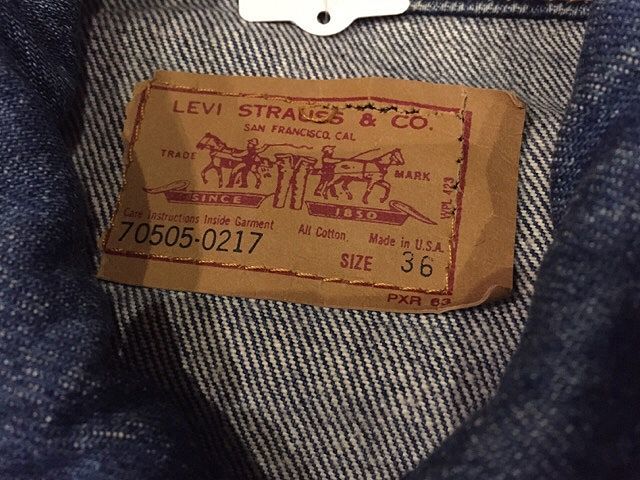 LEVI STRAUSS & CO.
SAN FRANCISCO, CAL
TRADE MARK
SINCE 1850
WPL 423
Care Instructions Inside Garment
All Cotton
Made in U.S.A.
70505-0217
SIZE 36
PXR 63